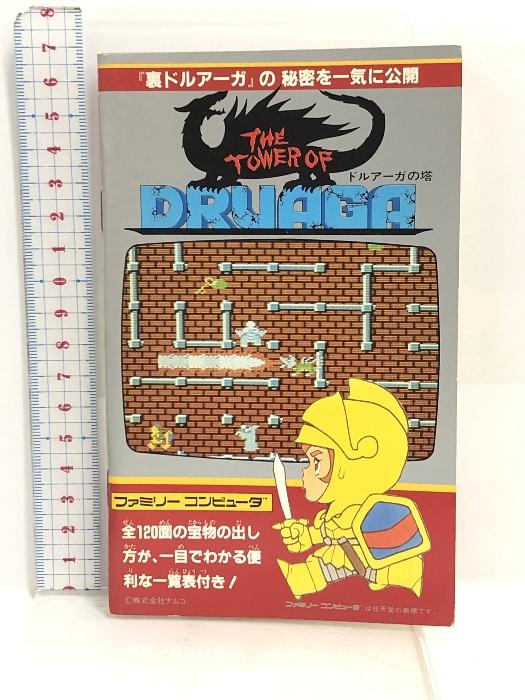 『裏ドルアーガ』の秘密を一気に公開
THE
TOWER OF
ドルアーガの塔
DRUAGA
ファミリー コンピュータ
全120面の宝物の出し
方が、一目でわかる便
利な一覧表付き！
©株式会社ナムコ
ファミリー コンピュータ は任天堂の商標です。